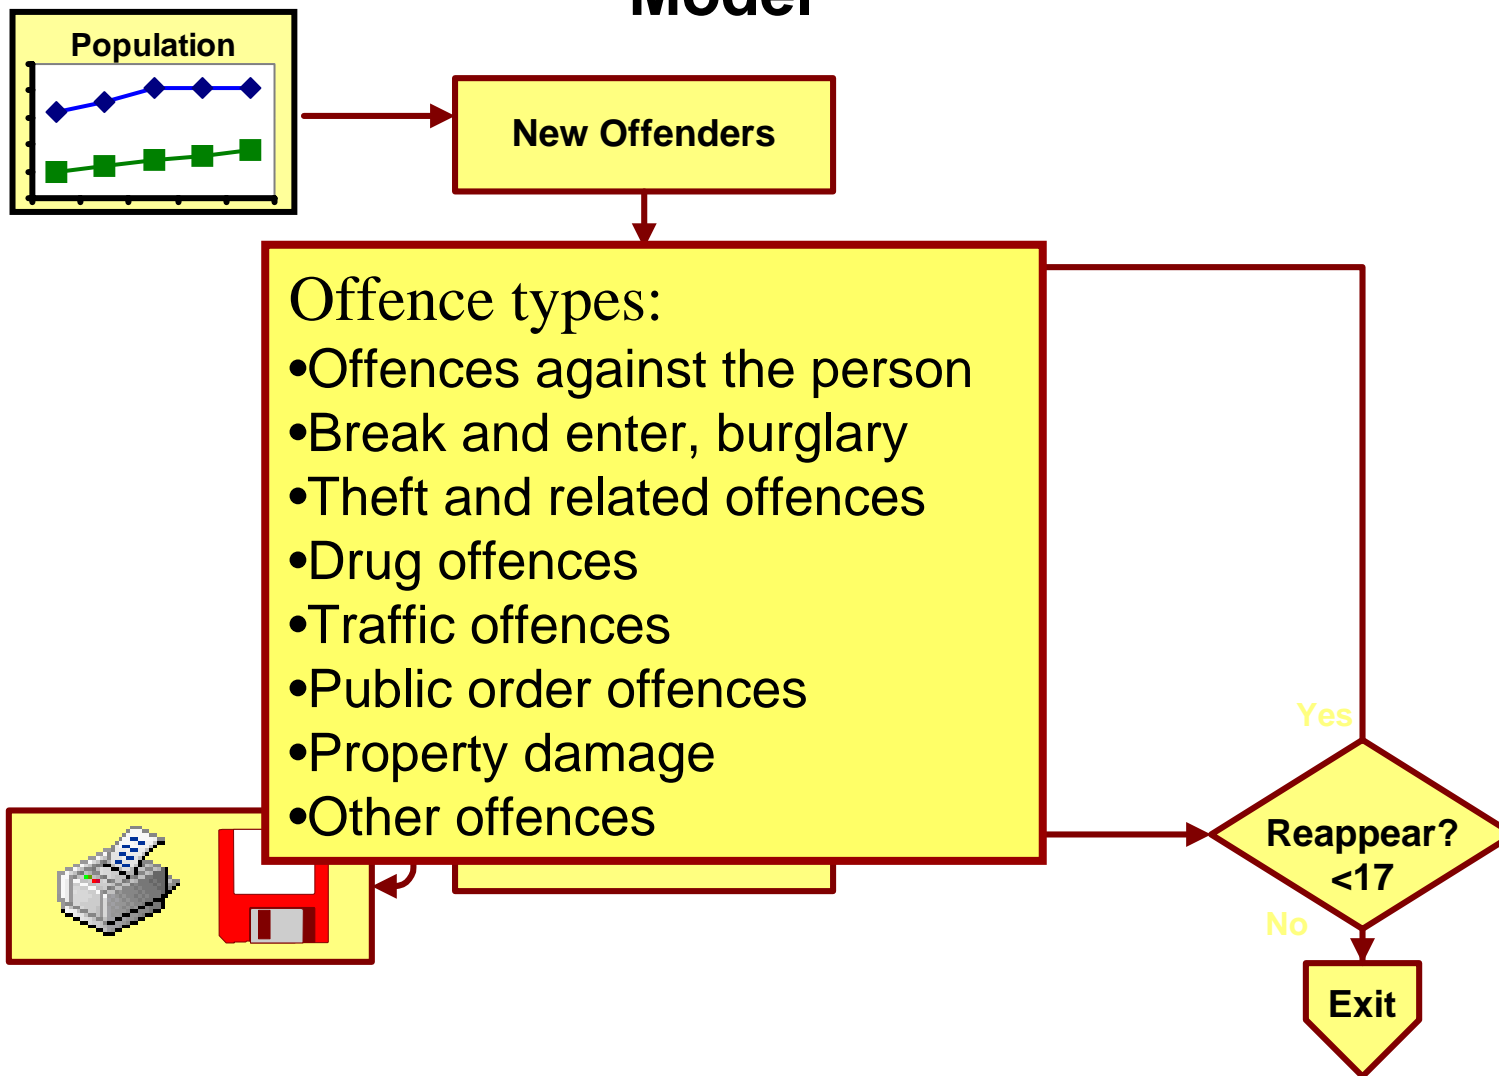 Model
Population
New Offenders
Offence types:
•Offences against the person
•Break and enter, burglary
•Theft and related offences
•Drug offences
•Traffic offences
•Public order offences
•Property damage
•Other offences
Yes
Reappear?
<17
No
Exit